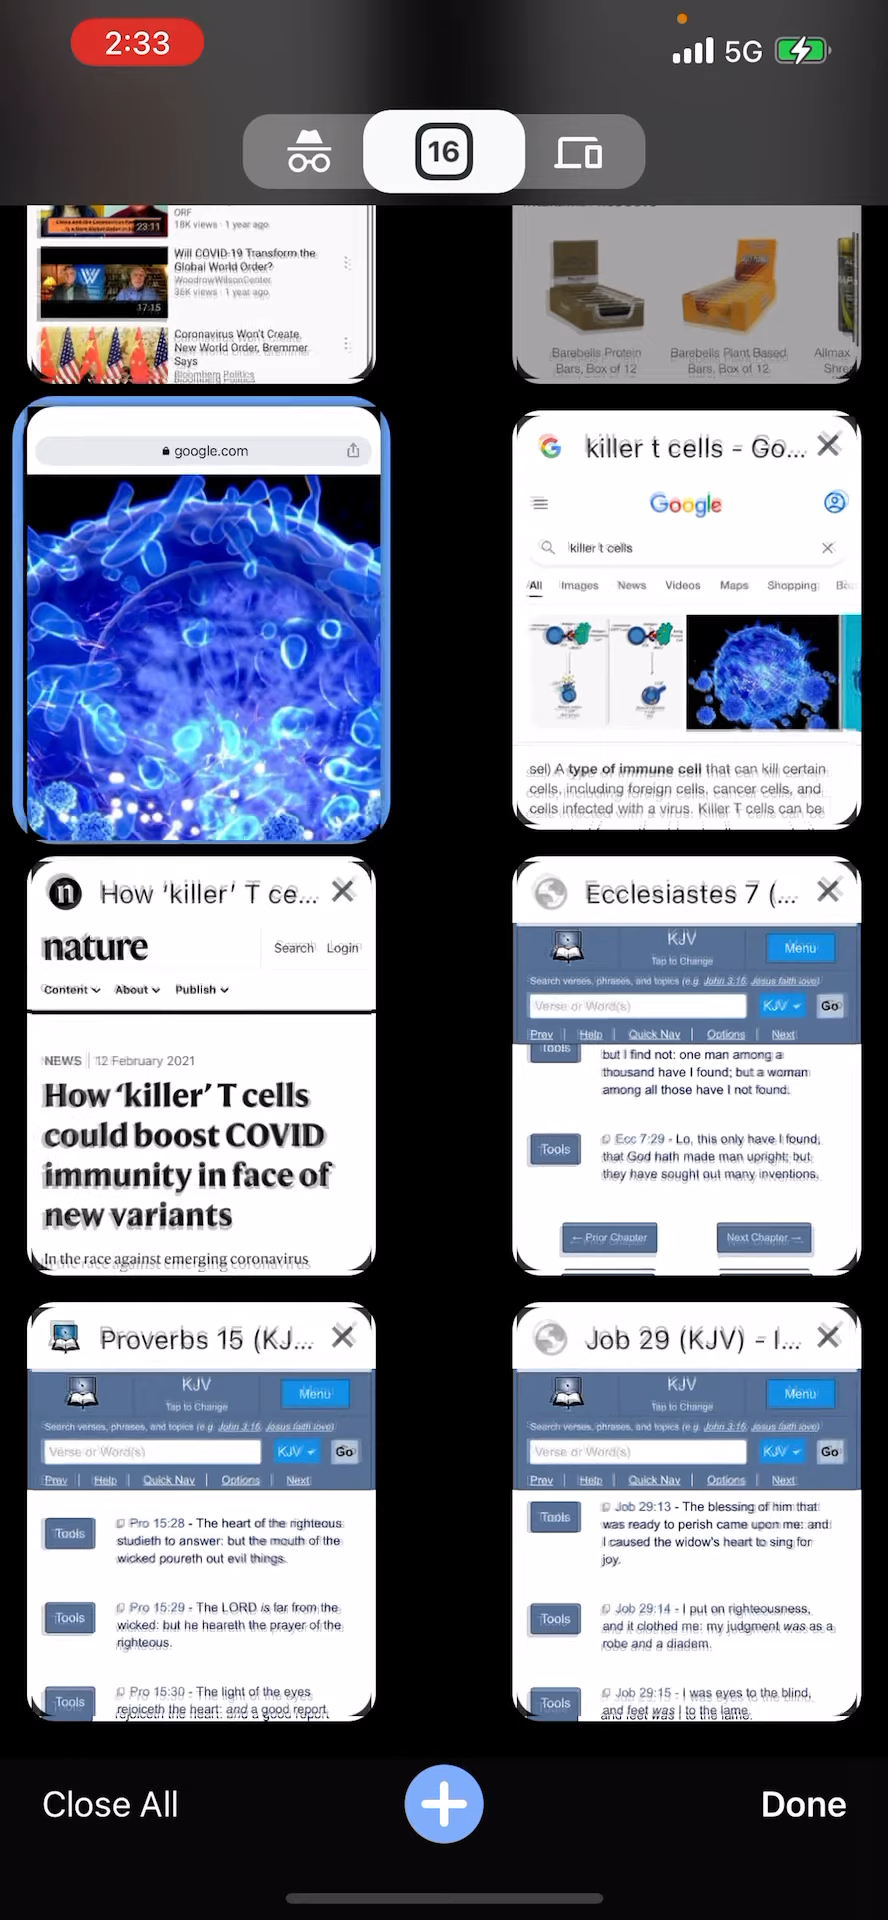 2:33
5G
16
ORF
18K views · 1 year ago
23:11
Will COVID-19 Transform the
Global World Order?
WoodrowWilsonCenter
36K views · 1 year ago
17:15
Coronavirus Won't Create
New World Order, Bremmer
Says
Bloomberg Politics
Barebells Protein
Bars, Box of 12
Barebells Plant Based
Bars, Box of 12
Allmax
Shre
google.com
killer t cells - Go...
Google
killer t cells
All Images News Videos Maps Shopping Bo
sel) A type of immune cell that can kill certain
cells, including foreign cells, cancer cells, and
cells infected with a virus. Killer T cells can be
n How 'killer' T ce...
nature
Search Login
Content About Publish
NEWS 12 February 2021
How 'killer' T cells
could boost COVID
immunity in face of
new variants
In the race against emerging coronavirus
Ecclesiastes 7 (...
KJV
Tap to Change
Menu
Search verses, phrases, and topics (e.g. John 3:16, Jesus faith love)
Verse or Word(s)
KJV
Go
Prev | Help | Quick Nav | Options | Next
Tools
but I find not: one man among a
thousand have I found; but a woman
among all those have I not found.
Tools
Ecc 7:29 - Lo, this only have I found,
that God hath made man upright; but
they have sought out many inventions.
← Prior Chapter
Next Chapter →
Proverbs 15 (KJ...
KJV
Tap to Change
Menu
Search verses, phrases, and topics (e.g. John 3:16, Jesus faith love)
Verse or Word(s)
KJV
Go
Prev | Help | Quick Nav | Options | Next
Tools
Pro 15:28 - The heart of the righteous
studieth to answer: but the mouth of the
wicked poureth out evil things.
Tools
Pro 15:29 - The LORD is far from the
wicked: but he heareth the prayer of the
righteous.
Tools
Pro 15:30 - The light of the eyes
rejoiceth the heart: and a good report
Job 29 (KJV) - I...
KJV
Tap to Change
Menu
Search verses, phrases, and topics (e.g. John 3:16, Jesus faith love)
Verse or Word(s)
KJV
Go
Prev | Help | Quick Nav | Options | Next
Tools
Job 29:13 - The blessing of him that
was ready to perish came upon me: and
I caused the widow's heart to sing for
joy.
Tools
Job 29:14 - I put on righteousness,
and it clothed me: my judgment was as a
robe and a diadem.
Tools
Job 29:15 - I was eyes to the blind,
and feet was I to the lame.
Close All
Done